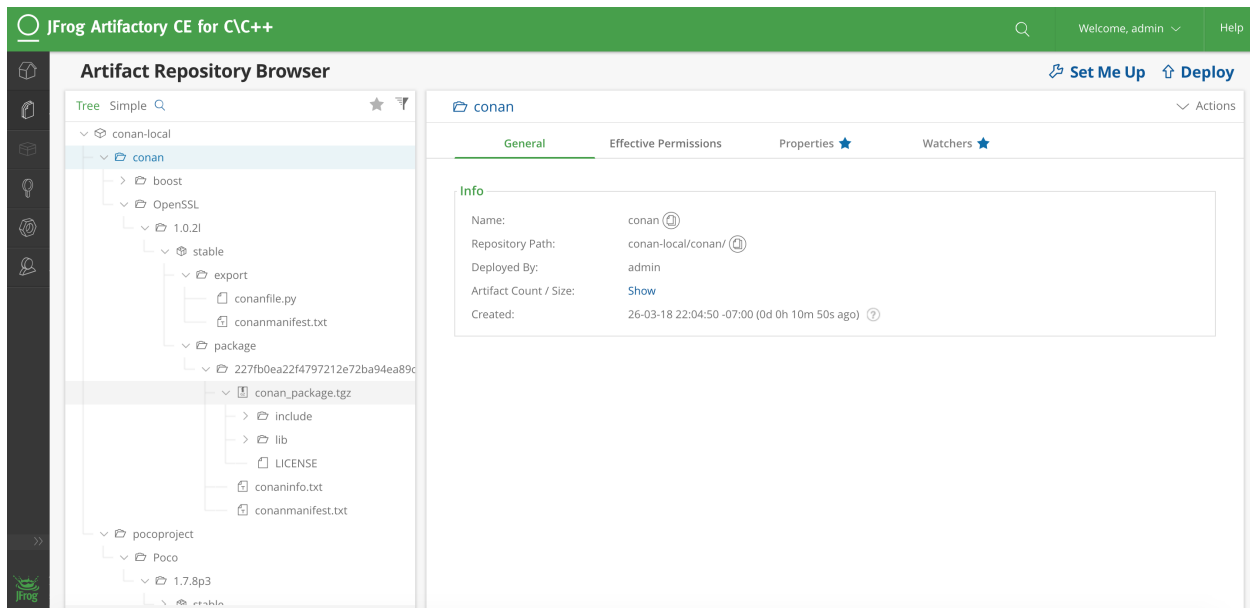 JFrog Artifactory CE for C\C++
Welcome, admin
Help
Artifact Repository Browser
Set Me Up
Deploy
Tree Simple
conan-local
conan
boost
OpenSSL
1.0.2l
stable
export
conanfile.py
conanmanifest.txt
package
227fb0ea22f4797212e72ba94ea89c
conan_package.tgz
include
lib
LICENSE
conaninfo.txt
conanmanifest.txt
pocoproject
Poco
1.7.8p3
stable
JFrog
conan
Actions
General Effective Permissions Properties Watchers
Info
Name: conan
Repository Path: conan-local/conan/
Deployed By: admin
Artifact Count / Size: Show
Created: 26-03-18 22:04:50 -07:00 (0d 0h 10m 50s ago) ?